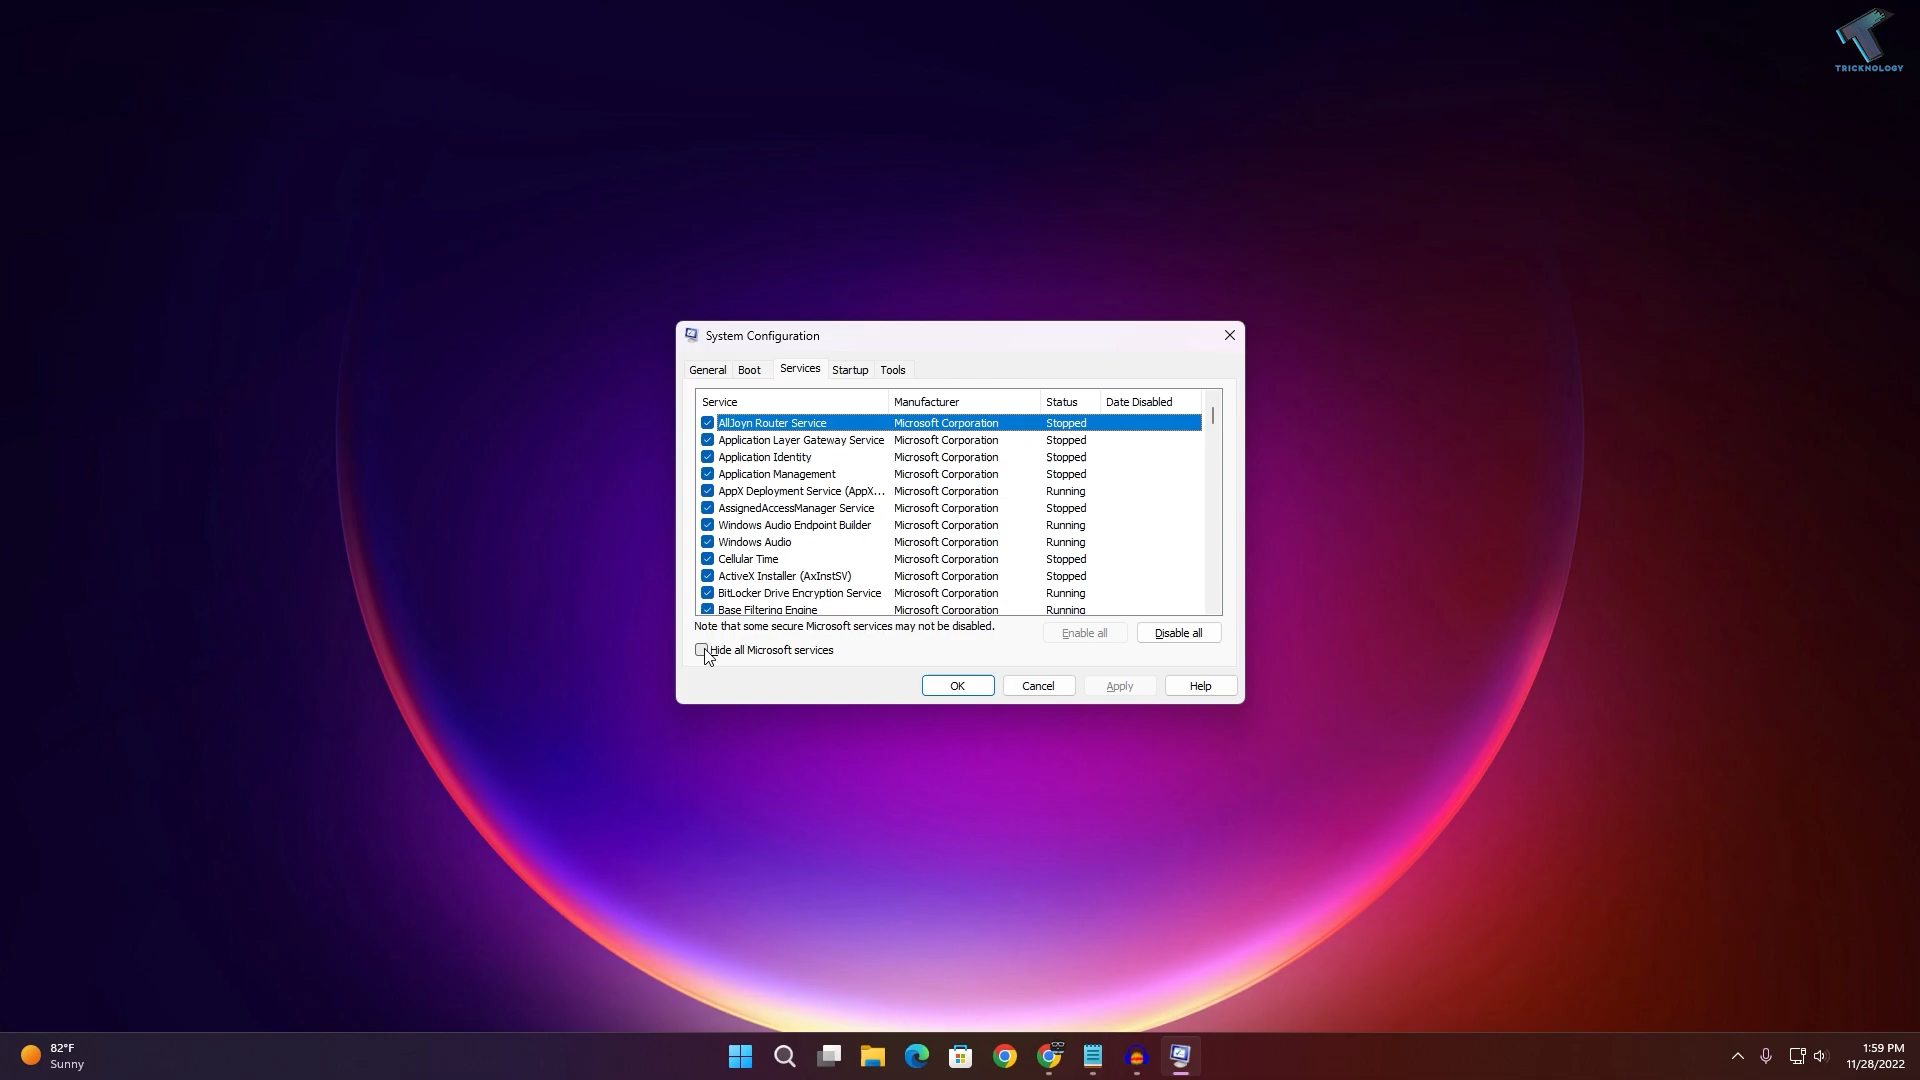 TRICKNOLOGY
System Configuration
General Boot Services Startup Tools
Service Manufacturer Status Date Disabled
AllJoyn Router Service Microsoft Corporation Stopped
Application Layer Gateway Service Microsoft Corporation Stopped
Application Identity Microsoft Corporation Stopped
Application Management Microsoft Corporation Stopped
AppX Deployment Service (AppX... Microsoft Corporation Running
AssignedAccessManager Service Microsoft Corporation Stopped
Windows Audio Endpoint Builder Microsoft Corporation Running
Windows Audio Microsoft Corporation Running
Cellular Time Microsoft Corporation Stopped
ActiveX Installer (AxInstSV) Microsoft Corporation Stopped
BitLocker Drive Encryption Service Microsoft Corporation Running
Base Filtering Engine Microsoft Corporation Running
Note that some secure Microsoft services may not be disabled.
Enable all Disable all
Hide all Microsoft services
OK Cancel Apply Help
82°F
Sunny
1:59 PM
11/28/2022